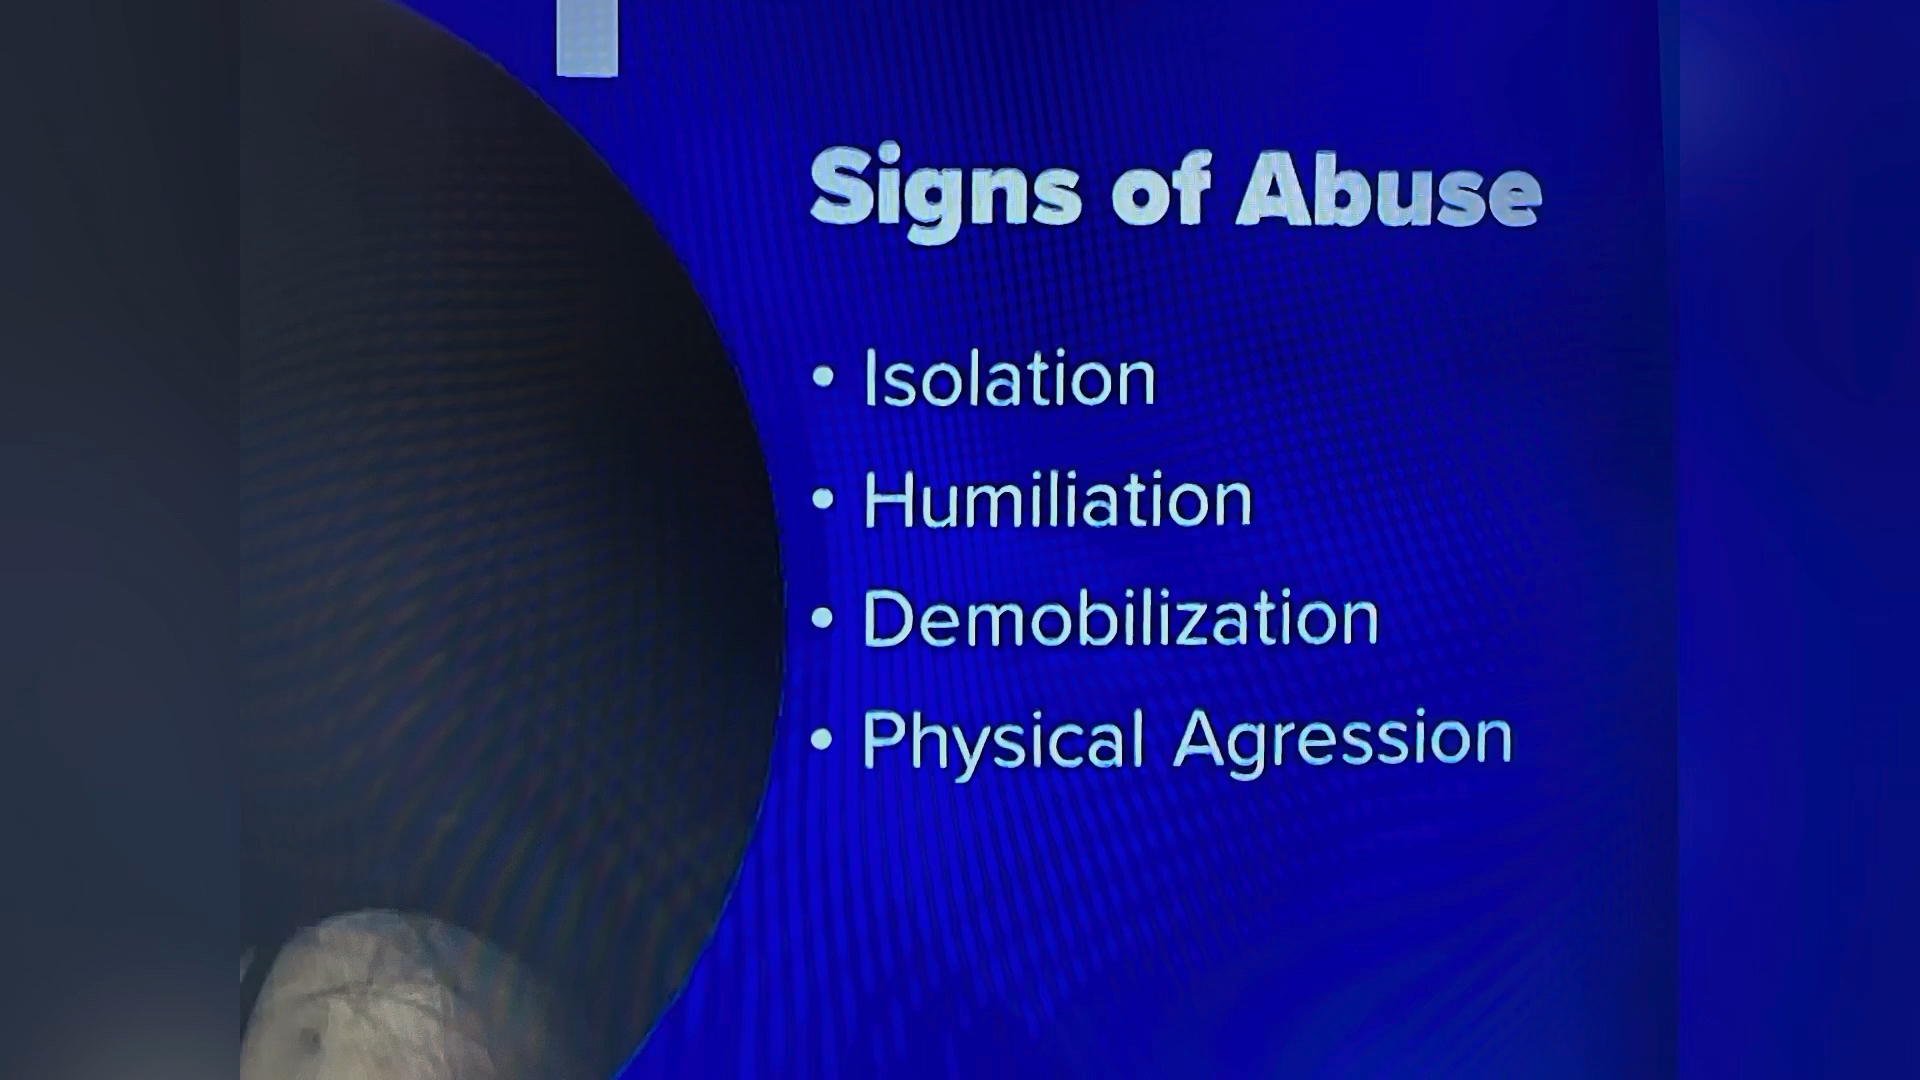 Signs of Abuse
• Isolation
• Humiliation
• Demobilization
• Physical Agression